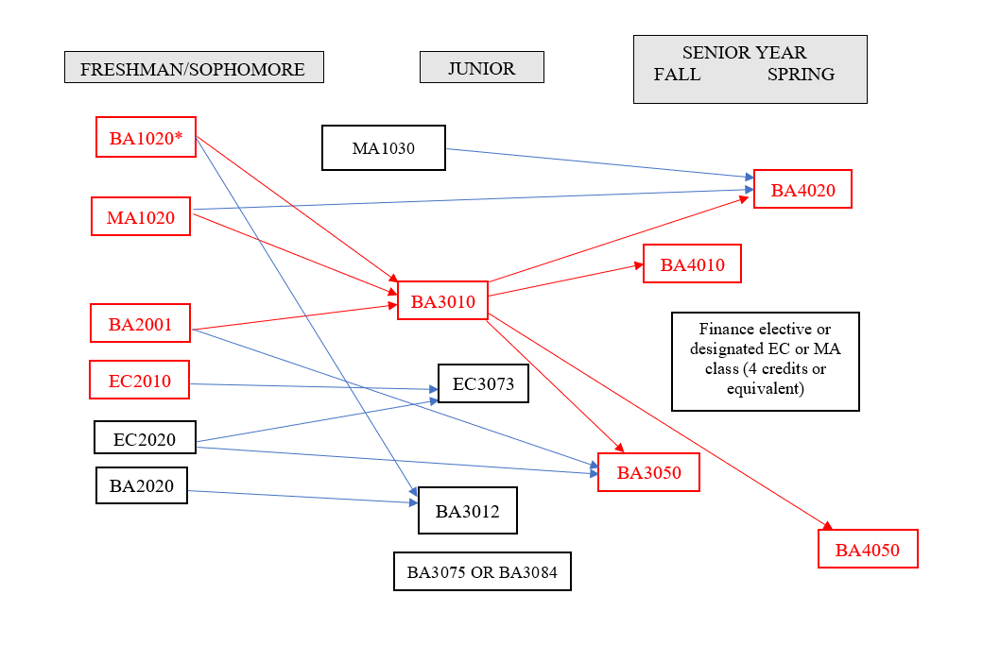 FRESHMAN/SOPHOMORE
JUNIOR
SENIOR YEAR
FALL SPRING
BA1020*
MA1030
MA1020
BA4020
BA4010
BA3010
BA2001
Finance elective or
designated EC or MA
class (4 credits or
equivalent)
EC2010
EC3073
EC2020
BA3050
BA2020
BA3012
BA4050
BA3075 OR BA3084